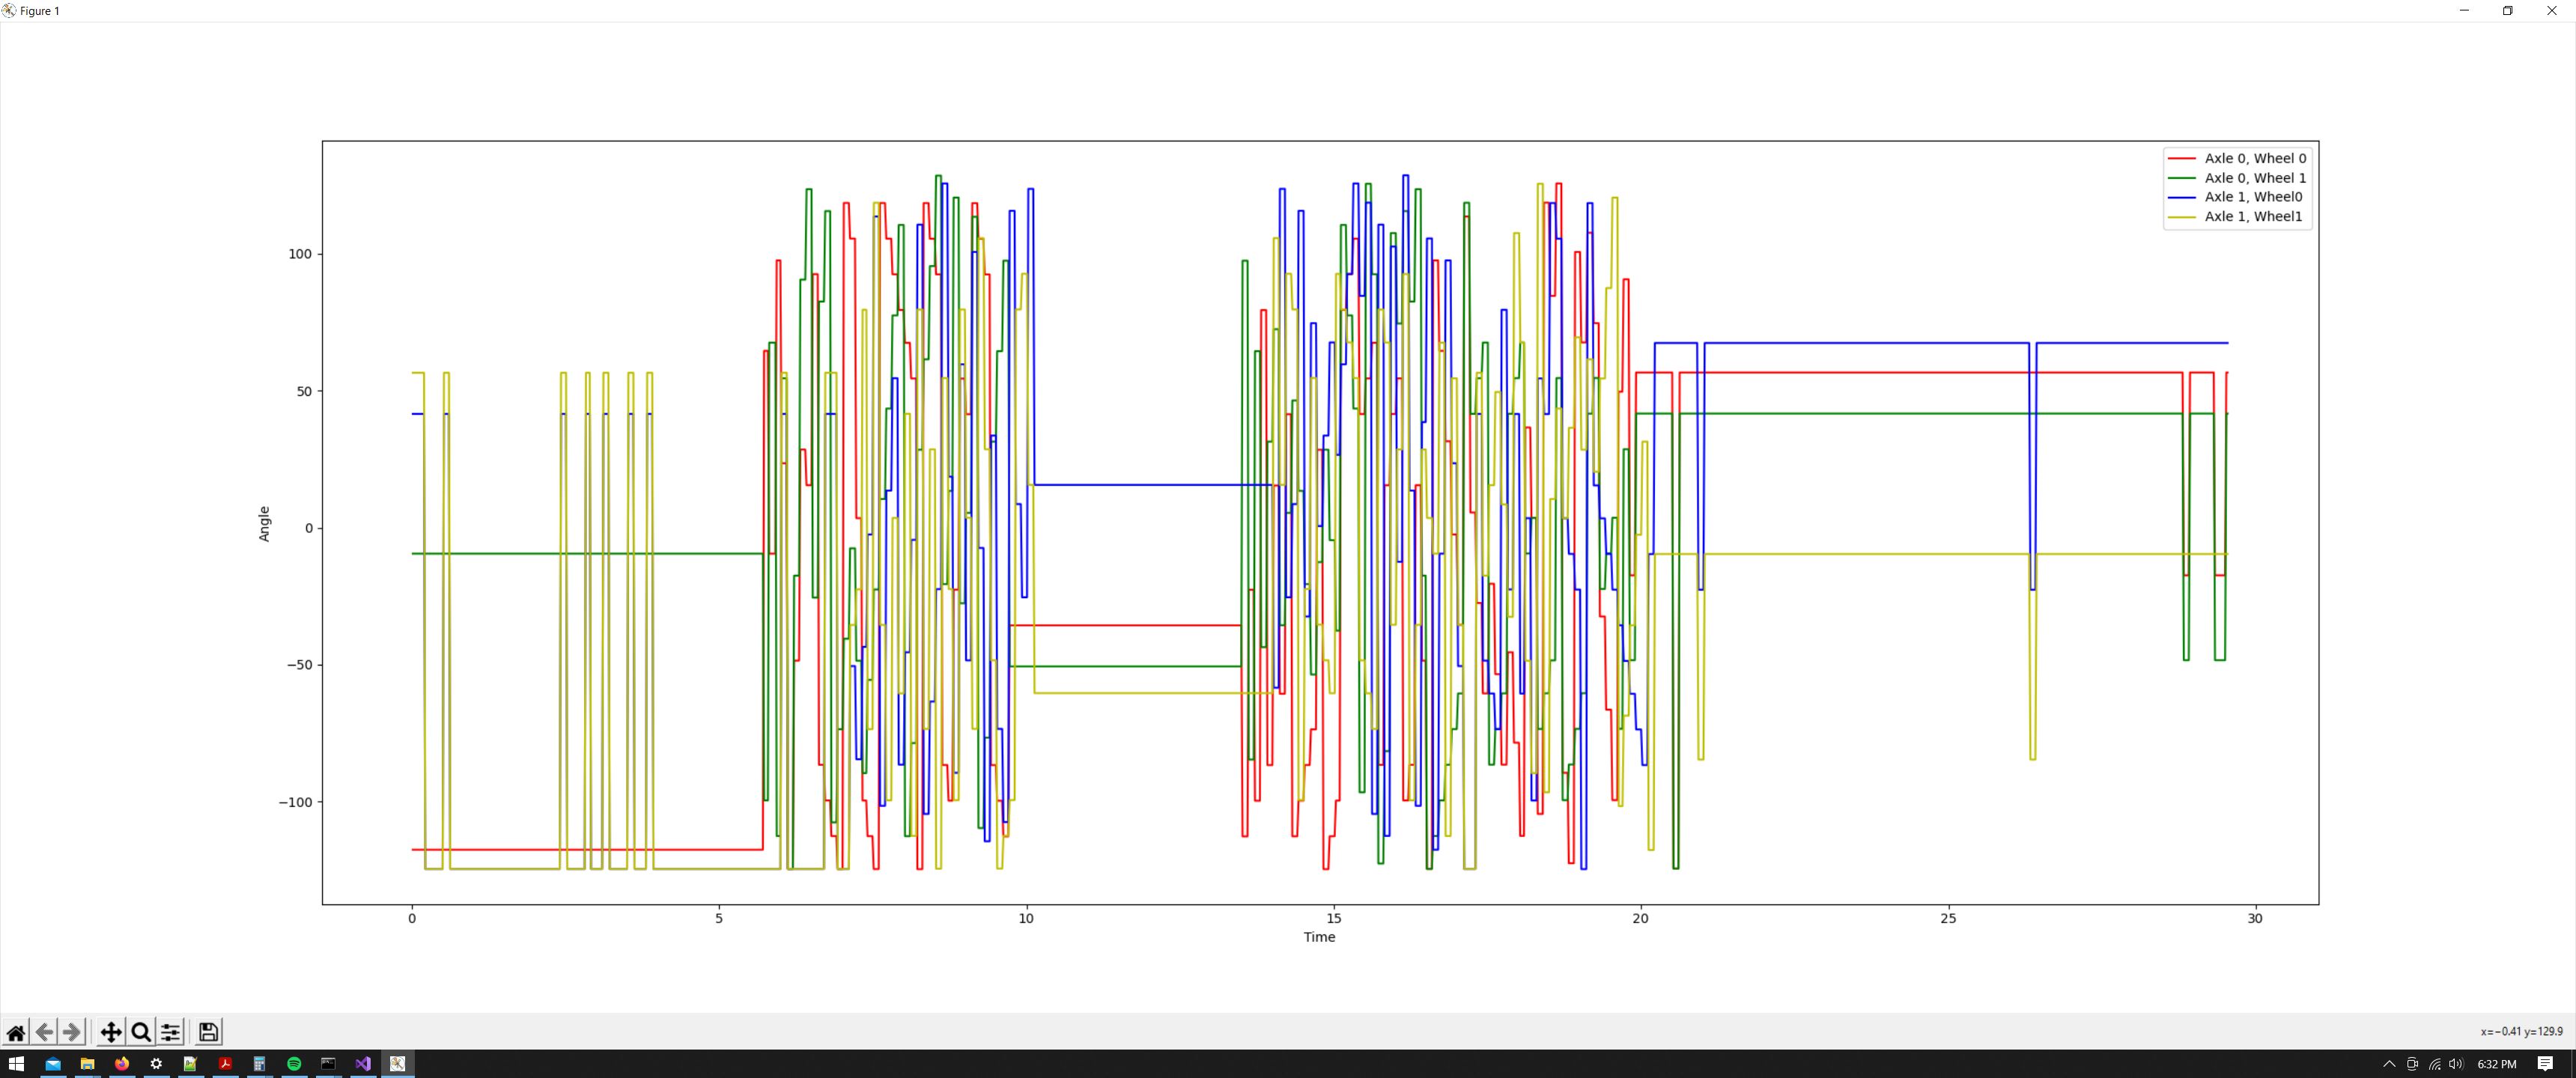 Figure 1
Axle 0, Wheel 0
Axle 0, Wheel 1
Axle 1, Wheel0
Axle 1, Wheel1
100
50
0
−50
−100
Angle
0 5 10 15 20 25 30
Time
x=−0.41 y=129.9
6:32 PM